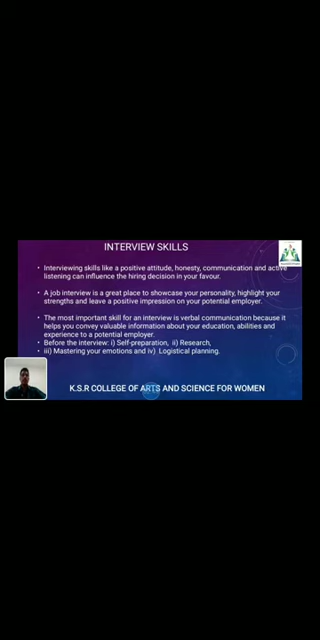 INTERVIEW SKILLS
• Interviewing skills like a positive attitude, honesty, communication and active
listening can influence the hiring decision in your favour.
• A job interview is a great place to showcase your personality, highlight your
strengths and leave a positive impression on your potential employer.
• The most important skill for an interview is verbal communication because it
helps you convey valuable information about your education, abilities and
experience to a potential employer.
• Before the interview: i) Self-preparation, ii) Research,
• iii) Mastering your emotions and iv) Logistical planning.
K.S.R COLLEGE OF ARTS AND SCIENCE FOR WOMEN